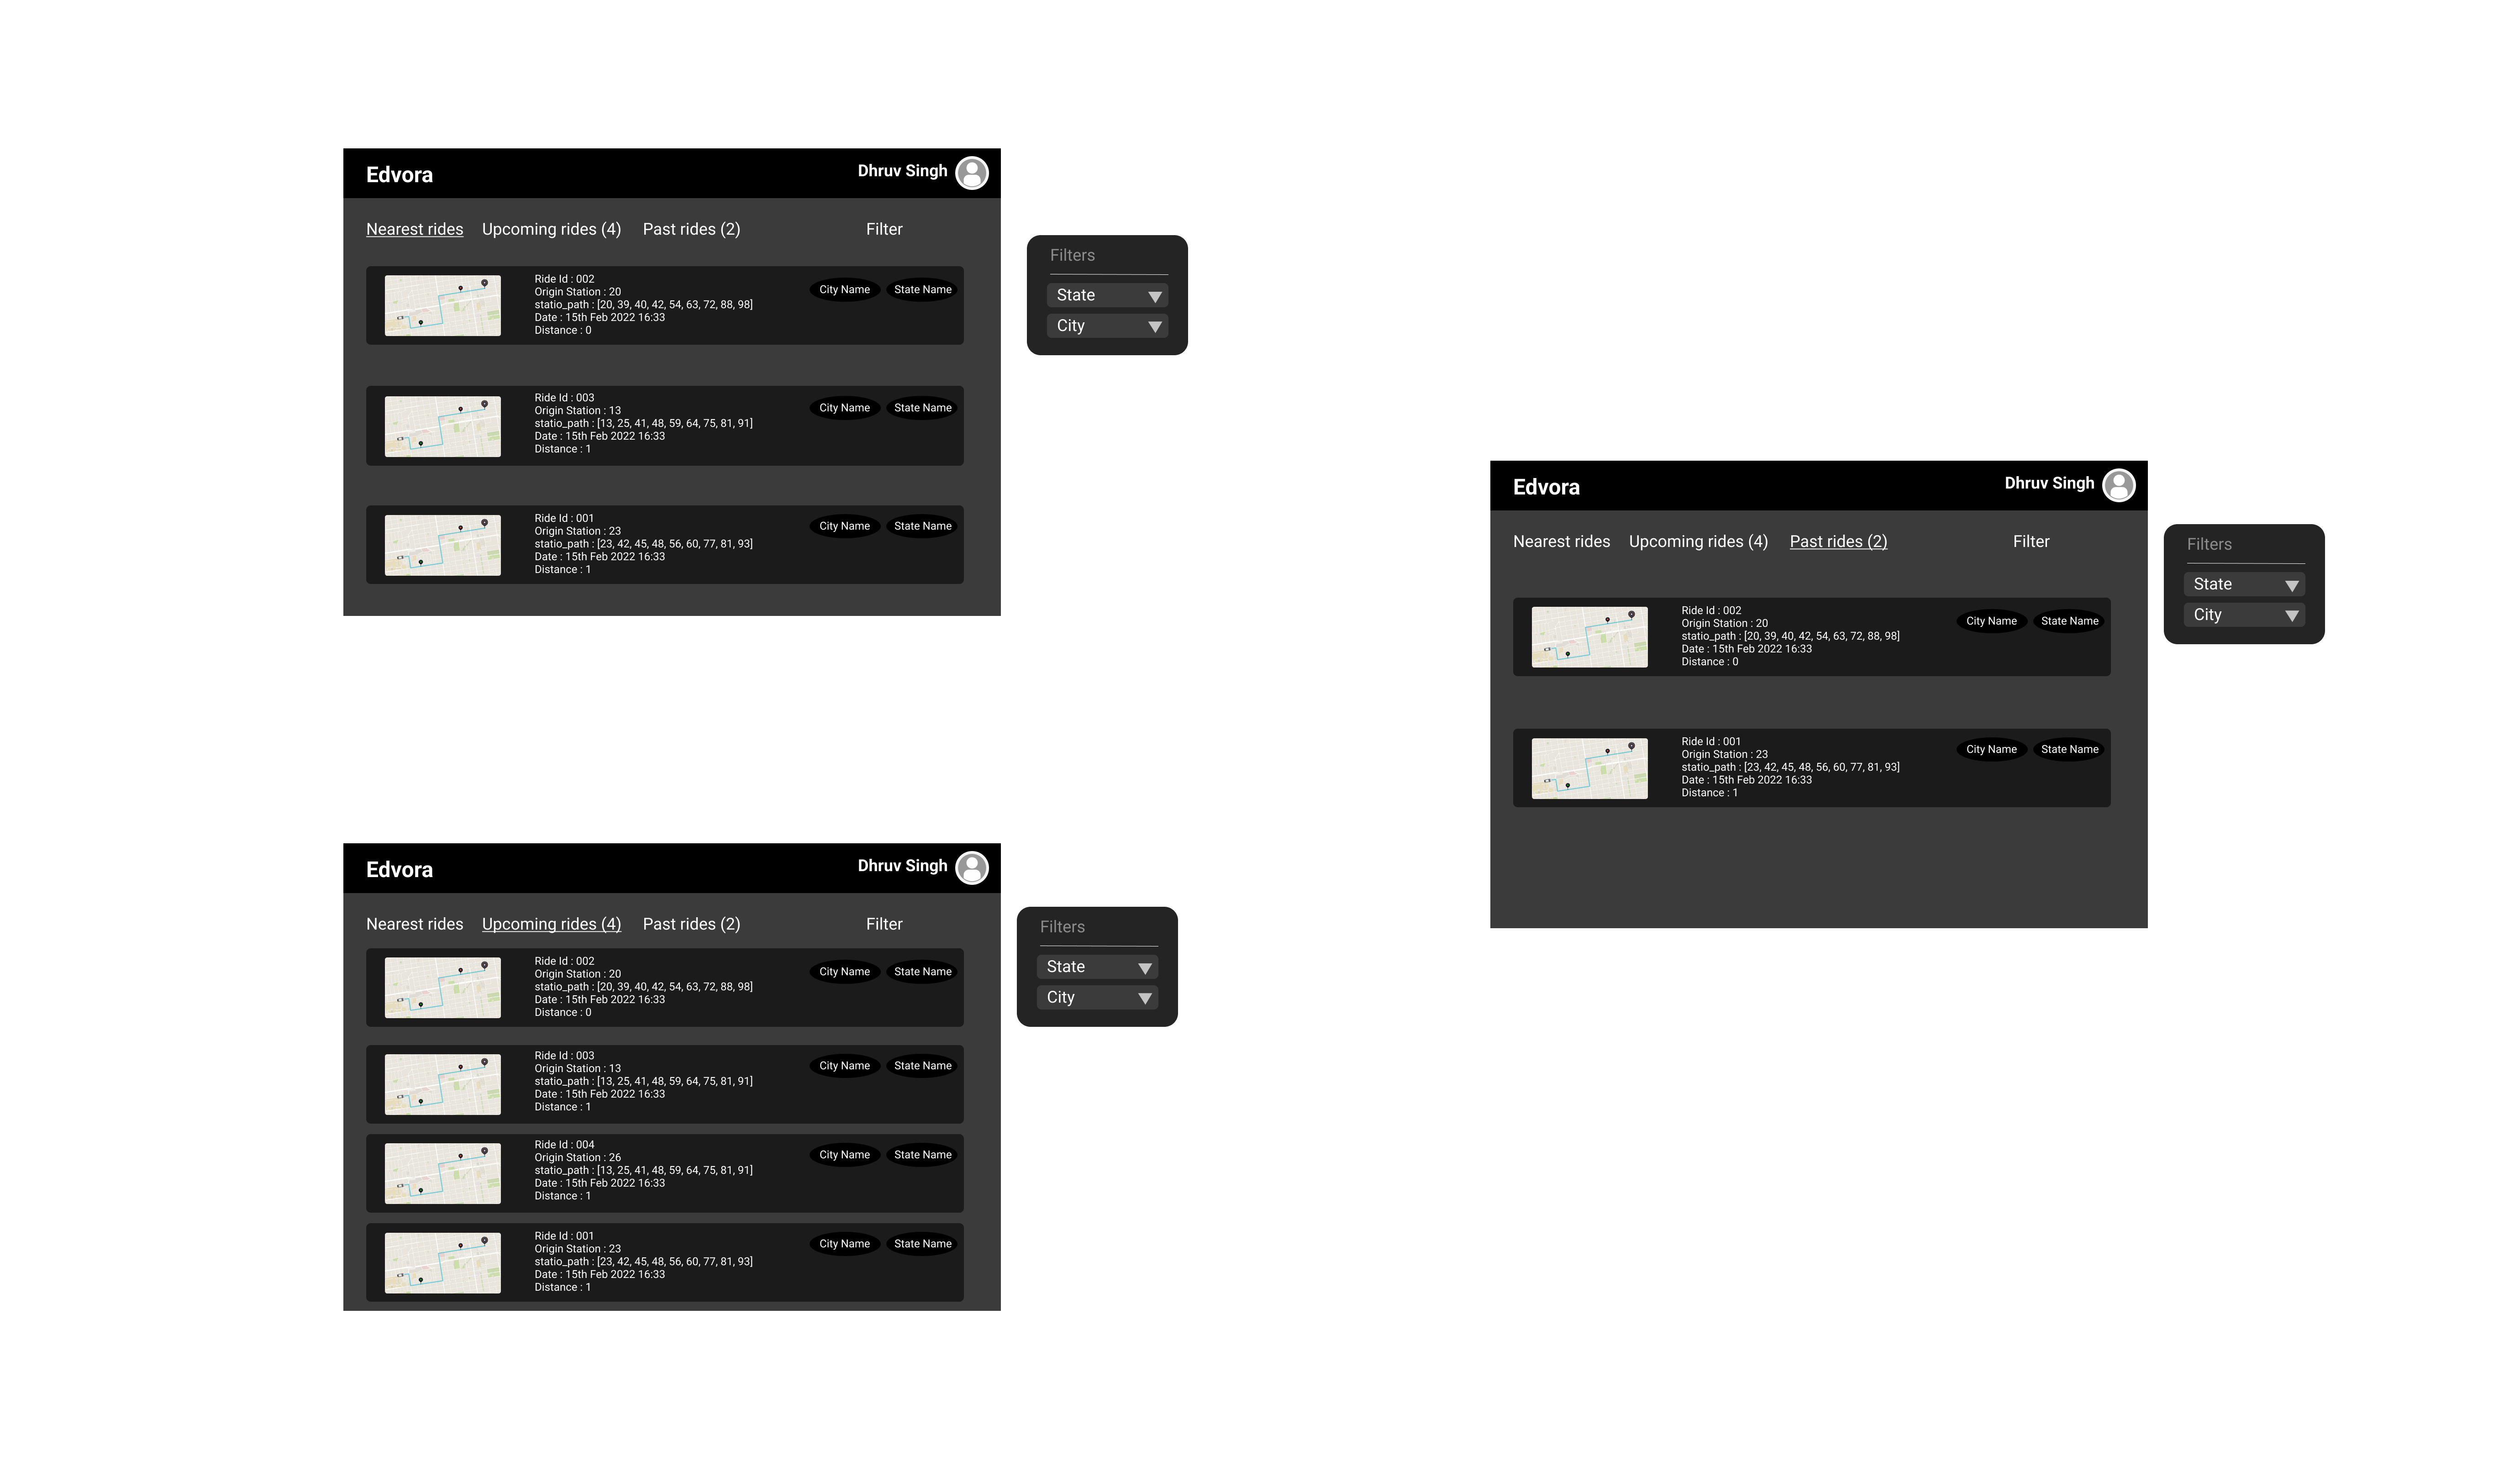 Edvora
Dhruv Singh
Nearest rides
Upcoming rides (4)
Past rides (2)
Filter
Ride Id : 002
Origin Station : 20
statio_path : [20, 39, 40, 42, 54, 63, 72, 88, 98]
Date : 15th Feb 2022 16:33
Distance : 0
City Name
State Name
Ride Id : 003
Origin Station : 13
statio_path : [13, 25, 41, 48, 59, 64, 75, 81, 91]
Date : 15th Feb 2022 16:33
Distance : 1
City Name
State Name
Ride Id : 001
Origin Station : 23
statio_path : [23, 42, 45, 48, 56, 60, 77, 81, 93]
Date : 15th Feb 2022 16:33
Distance : 1
City Name
State Name
Filters
State
City
Edvora
Dhruv Singh
Nearest rides
Upcoming rides (4)
Past rides (2)
Filter
Ride Id : 002
Origin Station : 20
statio_path : [20, 39, 40, 42, 54, 63, 72, 88, 98]
Date : 15th Feb 2022 16:33
Distance : 0
City Name
State Name
Ride Id : 001
Origin Station : 23
statio_path : [23, 42, 45, 48, 56, 60, 77, 81, 93]
Date : 15th Feb 2022 16:33
Distance : 1
City Name
State Name
Filters
State
City
Edvora
Dhruv Singh
Nearest rides
Upcoming rides (4)
Past rides (2)
Filter
Ride Id : 002
Origin Station : 20
statio_path : [20, 39, 40, 42, 54, 63, 72, 88, 98]
Date : 15th Feb 2022 16:33
Distance : 0
City Name
State Name
Ride Id : 003
Origin Station : 13
statio_path : [13, 25, 41, 48, 59, 64, 75, 81, 91]
Date : 15th Feb 2022 16:33
Distance : 1
City Name
State Name
Ride Id : 004
Origin Station : 26
statio_path : [13, 25, 41, 48, 59, 64, 75, 81, 91]
Date : 15th Feb 2022 16:33
Distance : 1
City Name
State Name
Ride Id : 001
Origin Station : 23
statio_path : [23, 42, 45, 48, 56, 60, 77, 81, 93]
Date : 15th Feb 2022 16:33
Distance : 1
City Name
State Name
Filters
State
City